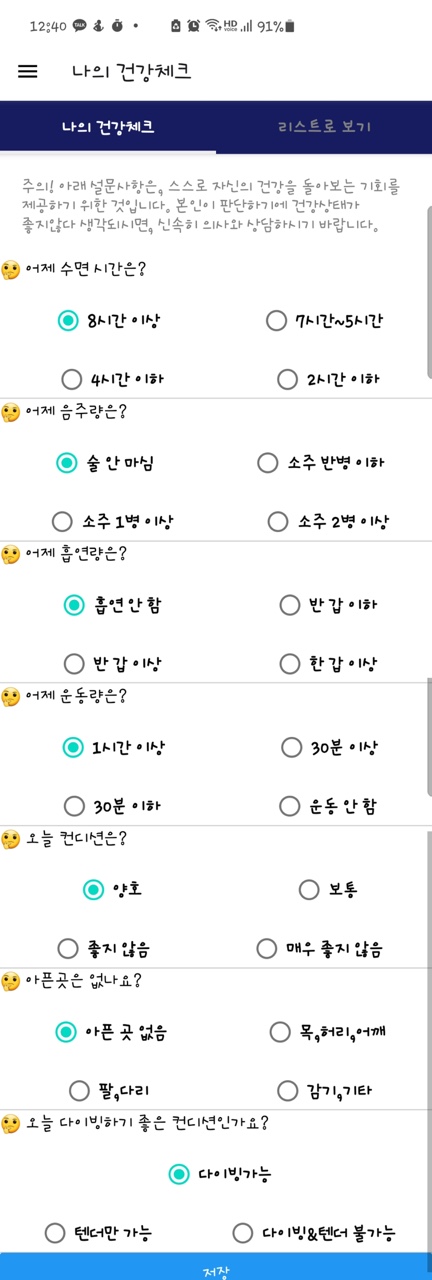 12:40 TALK HD VOICE 91%
나의 건강체크
나의 건강체크 리스트로 보기
주의! 아래 설문사항은, 스스로 자신의 건강을 돌아보는 기회를
제공하기 위한 것입니다. 본인이 판단하기에 건강상태가
좋지않다 생각되시면, 신속히 의사와 상담하시기 바랍니다.
어제 수면 시간은?
8시간 이상 7시간~5시간
4시간 이하 2시간 이하
어제 음주량은?
술 안 마심 소주 반병 이하
소주 1병 이상 소주 2병 이상
어제 흡연량은?
흡연 안 함 반 갑 이하
반 갑 이상 한 갑 이상
어제 운동량은?
1시간 이상 30분 이상
30분 이하 운동 안 함
오늘 컨디션은?
양호 보통
좋지 않음 매우 좋지 않음
아픈곳은 없나요?
아픈 곳 없음 목,허리,어깨
팔,다리 감기,기타
오늘 다이빙하기 좋은 컨디션인가요?
다이빙가능
텐더만 가능 다이빙&텐더 불가능
저장